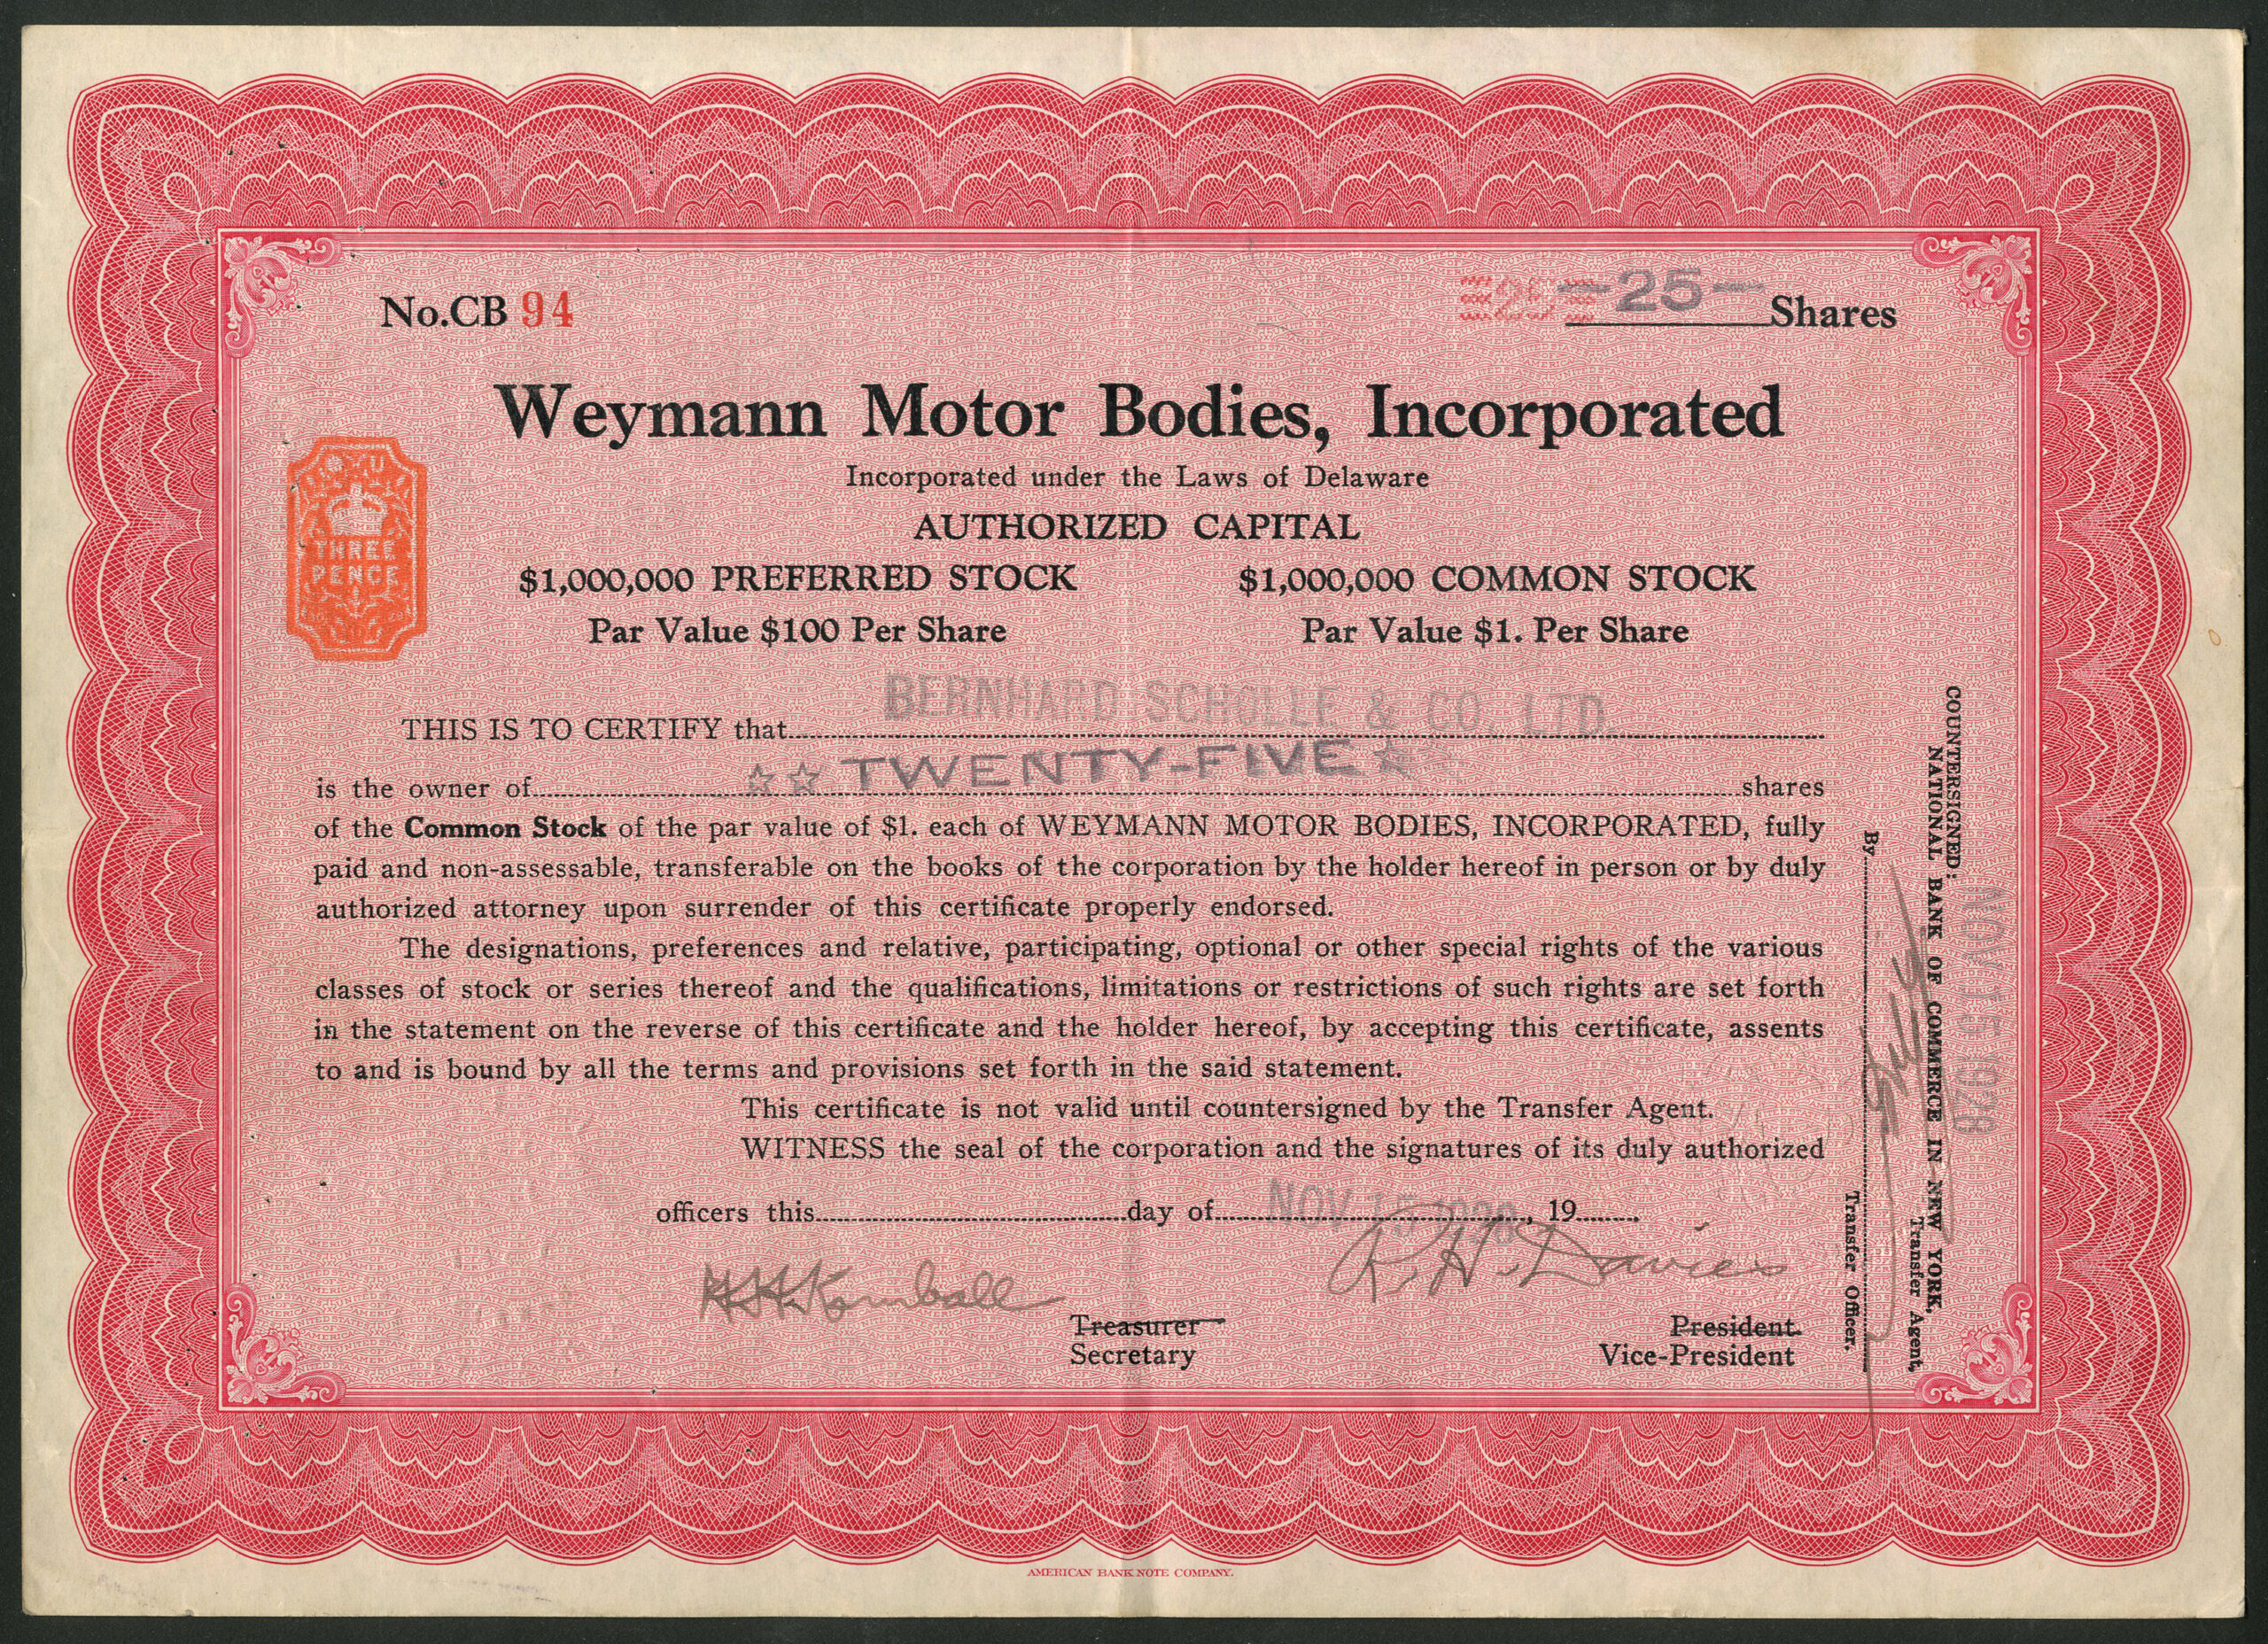 No.CB 94
-25- Shares
Weymann Motor Bodies, Incorporated
Incorporated under the Laws of Delaware
AUTHORIZED CAPITAL
$1,000,000 PREFERRED STOCK $1,000,000 COMMON STOCK
Par Value $100 Per Share Par Value $1. Per Share
THREE
PENCE
THIS IS TO CERTIFY that BERNHARD SCHOLLE & CO. LTD.
is the owner of ☆☆ TWENTY-FIVE ☆ shares
of the Common Stock of the par value of $1. each of WEYMANN MOTOR BODIES, INCORPORATED, fully
paid and non-assessable, transferable on the books of the corporation by the holder hereof in person or by duly
authorized attorney upon surrender of this certificate properly endorsed.
The designations, preferences and relative, participating, optional or other special rights of the various
classes of stock or series thereof and the qualifications, limitations or restrictions of such rights are set forth
in the statement on the reverse of this certificate and the holder hereof, by accepting this certificate, assents
to and is bound by all the terms and provisions set forth in the said statement.
This certificate is not valid until countersigned by the Transfer Agent.
WITNESS the seal of the corporation and the signatures of its duly authorized
officers this day of NOV 15 1928, 19
R. H. Davies
Treasurer President
Secretary Vice-President
NOV 15 1928
COUNTERSIGNED:
NATIONAL BANK OF COMMERCE IN NEW YORK,
Transfer Agent,
By
Transfer Officer.
AMERICAN BANK NOTE COMPANY.